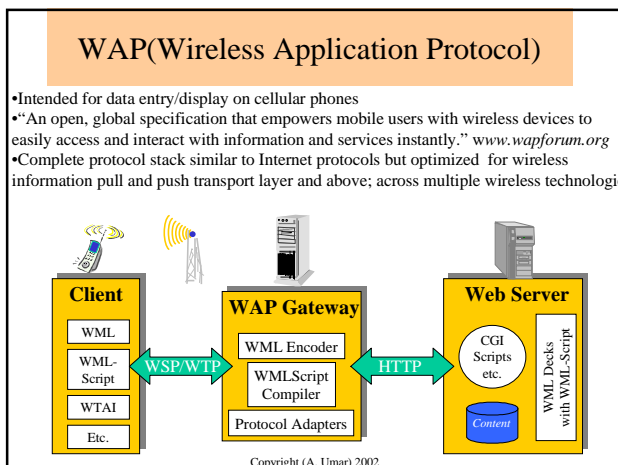 WAP(Wireless Application Protocol)
•Intended for data entry/display on cellular phones
•“An open, global specification that empowers mobile users with wireless devices to
easily access and interact with information and services instantly.” www.wapforum.org
•Complete protocol stack similar to Internet protocols but optimized for wireless
information pull and push transport layer and above; across multiple wireless technologi
Client
WML
WML-
Script
WTAI
Etc.
WSP/WTP
WAP Gateway
WML Encoder
WMLScript
Compiler
Protocol Adapters
HTTP
Web Server
CGI
Scripts
etc.
Content
WML Decks
with WML-Script
Copyright (A. Umar) 2002